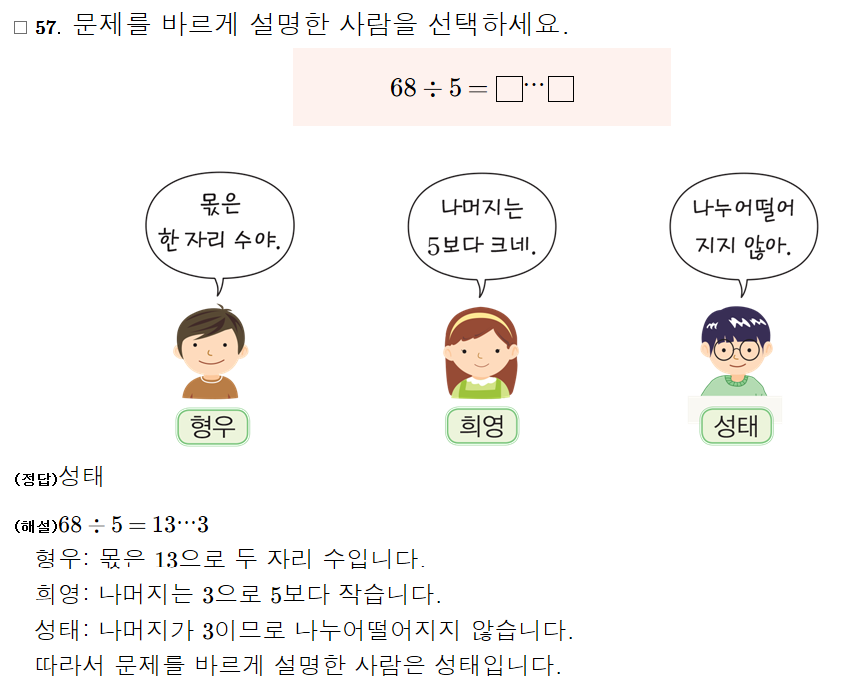 □ 57. 문제를 바르게 설명한 사람을 선택하세요.
68 ÷ 5 = □…□
몫은
한 자리 수야.
나머지는
5보다 크네.
나누어떨어
지지 않아.
형우
희영
성태
(정답)성태
(해설)68 ÷ 5 = 13…3
형우: 몫은 13으로 두 자리 수입니다.
희영: 나머지는 3으로 5보다 작습니다.
성태: 나머지가 3이므로 나누어떨어지지 않습니다.
따라서 문제를 바르게 설명한 사람은 성태입니다.